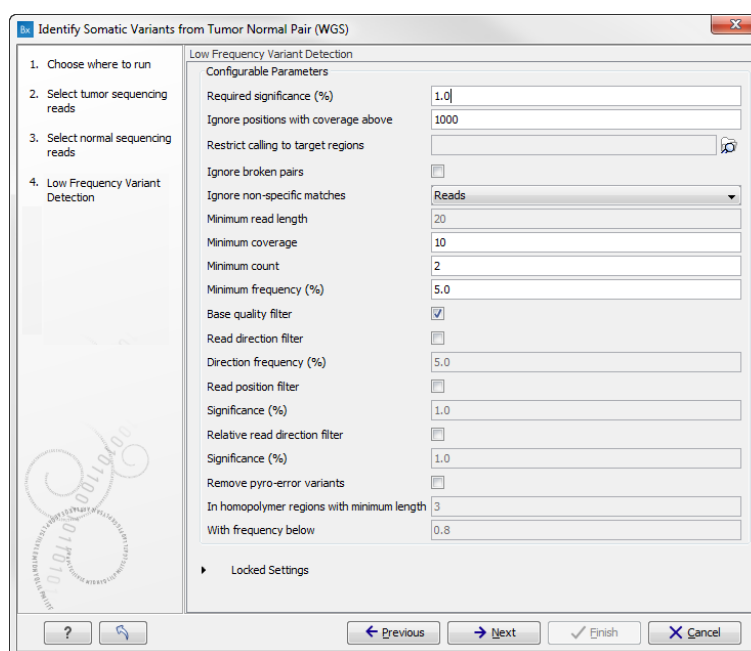 Bx Identify Somatic Variants from Tumor Normal Pair (WGS)
1. Choose where to run
2. Select tumor sequencing
reads
3. Select normal sequencing
reads
4. Low Frequency Variant
Detection
Low Frequency Variant Detection
Configurable Parameters
Required significance (%) 1.0
Ignore positions with coverage above 1000
Restrict calling to target regions
Ignore broken pairs
Ignore non-specific matches Reads
Minimum read length 20
Minimum coverage 10
Minimum count 2
Minimum frequency (%) 5.0
Base quality filter
Read direction filter
Direction frequency (%) 5.0
Read position filter
Significance (%) 1.0
Relative read direction filter
Significance (%) 1.0
Remove pyro-error variants
In homopolymer regions with minimum length 3
With frequency below 0.8
Locked Settings
? Previous Next Finish Cancel